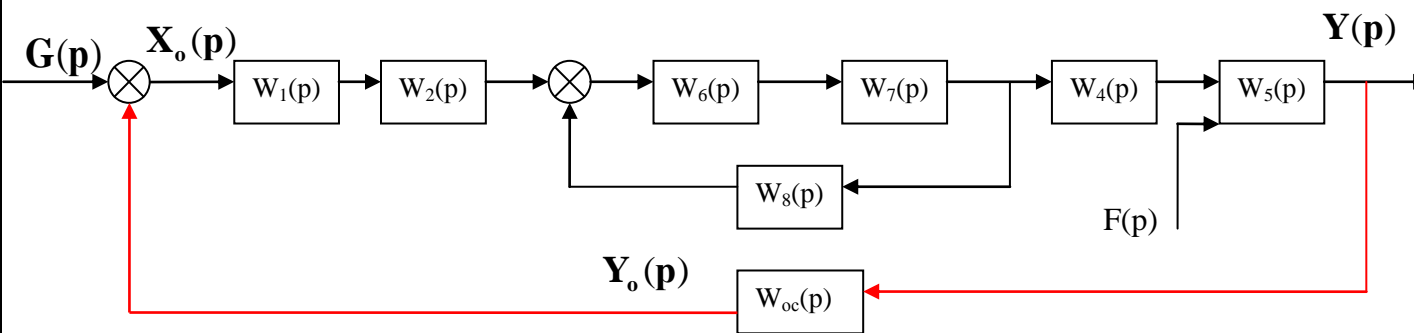 G(p)
Xₒ(p)
Y(p)
W₁(p)
W₂(p)
W₆(p)
W₇(p)
W₄(p)
W₅(p)
W₈(p)
F(p)
Yₒ(p)
Wₒc(p)